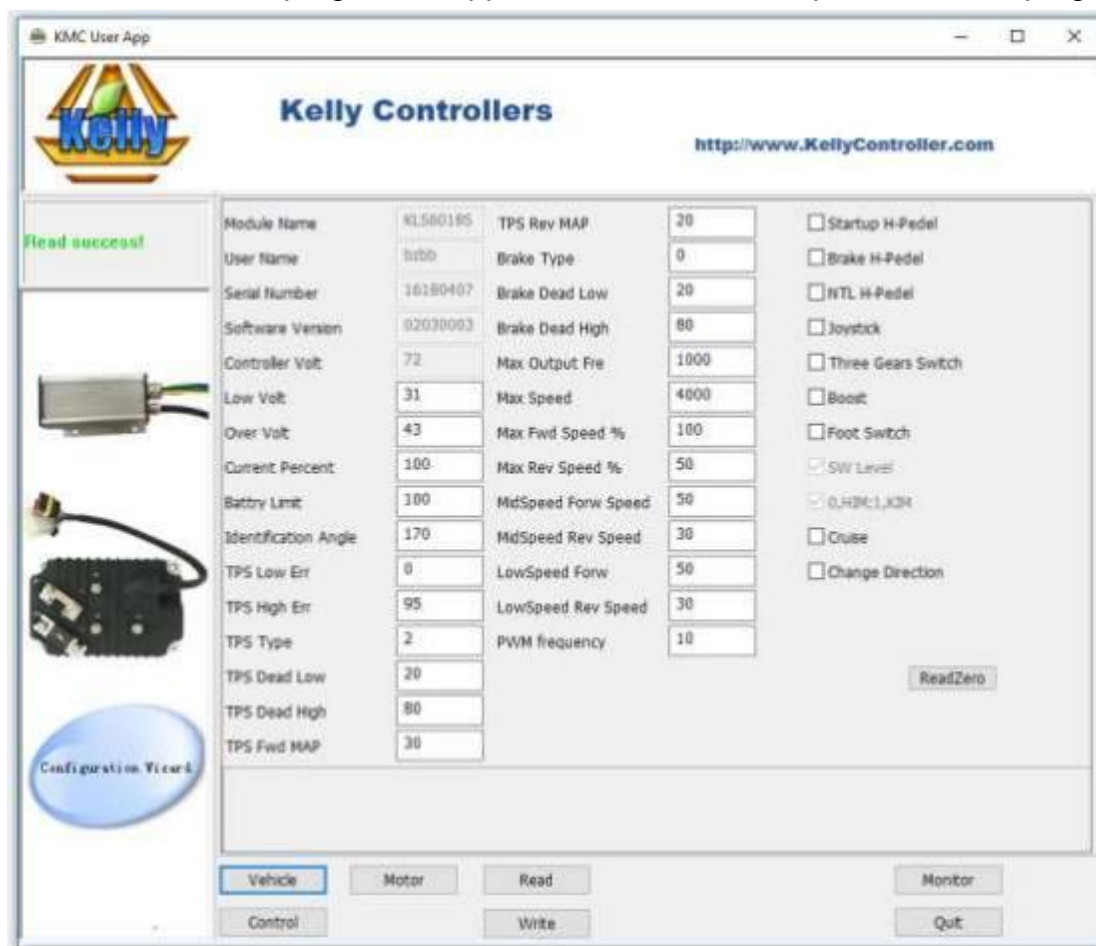 KMC User App
Kelly
Kelly Controllers
http://www.KellyController.com
Read success!
Module Name KLS6018S TPS Rev MAP 20 Startup H-Pedel
User Name Brake Type 0 Brake H-Pedel
Serial Number 16180407 Brake Dead Low 20 NTL H-Pedel
Software Version 02030003 Brake Dead High 80 Joystick
Controller Volt 72 Max Output Fre 1000 Three Gears Switch
Low Volt 31 Max Speed 4000 Boost
Over Volt 43 Max Fwd Speed % 100 Foot Switch
Current Percent 100 Max Rev Speed % 50 SW Level
Battry Limit 100 MidSpeed Forw Speed 50 0,HIM;1,KIM
Identification Angle 170 MidSpeed Rev Speed 30 Cruise
TPS Low Err 0 LowSpeed Forw 50 Change Direction
TPS High Err 95 LowSpeed Rev Speed 30
TPS Type 2 PWM frequency 10
TPS Dead Low 20 ReadZero
TPS Dead High 80
TPS Fwd MAP 30
Configuration Wizard
Vehicle Motor Read Monitor
Control Write Quit